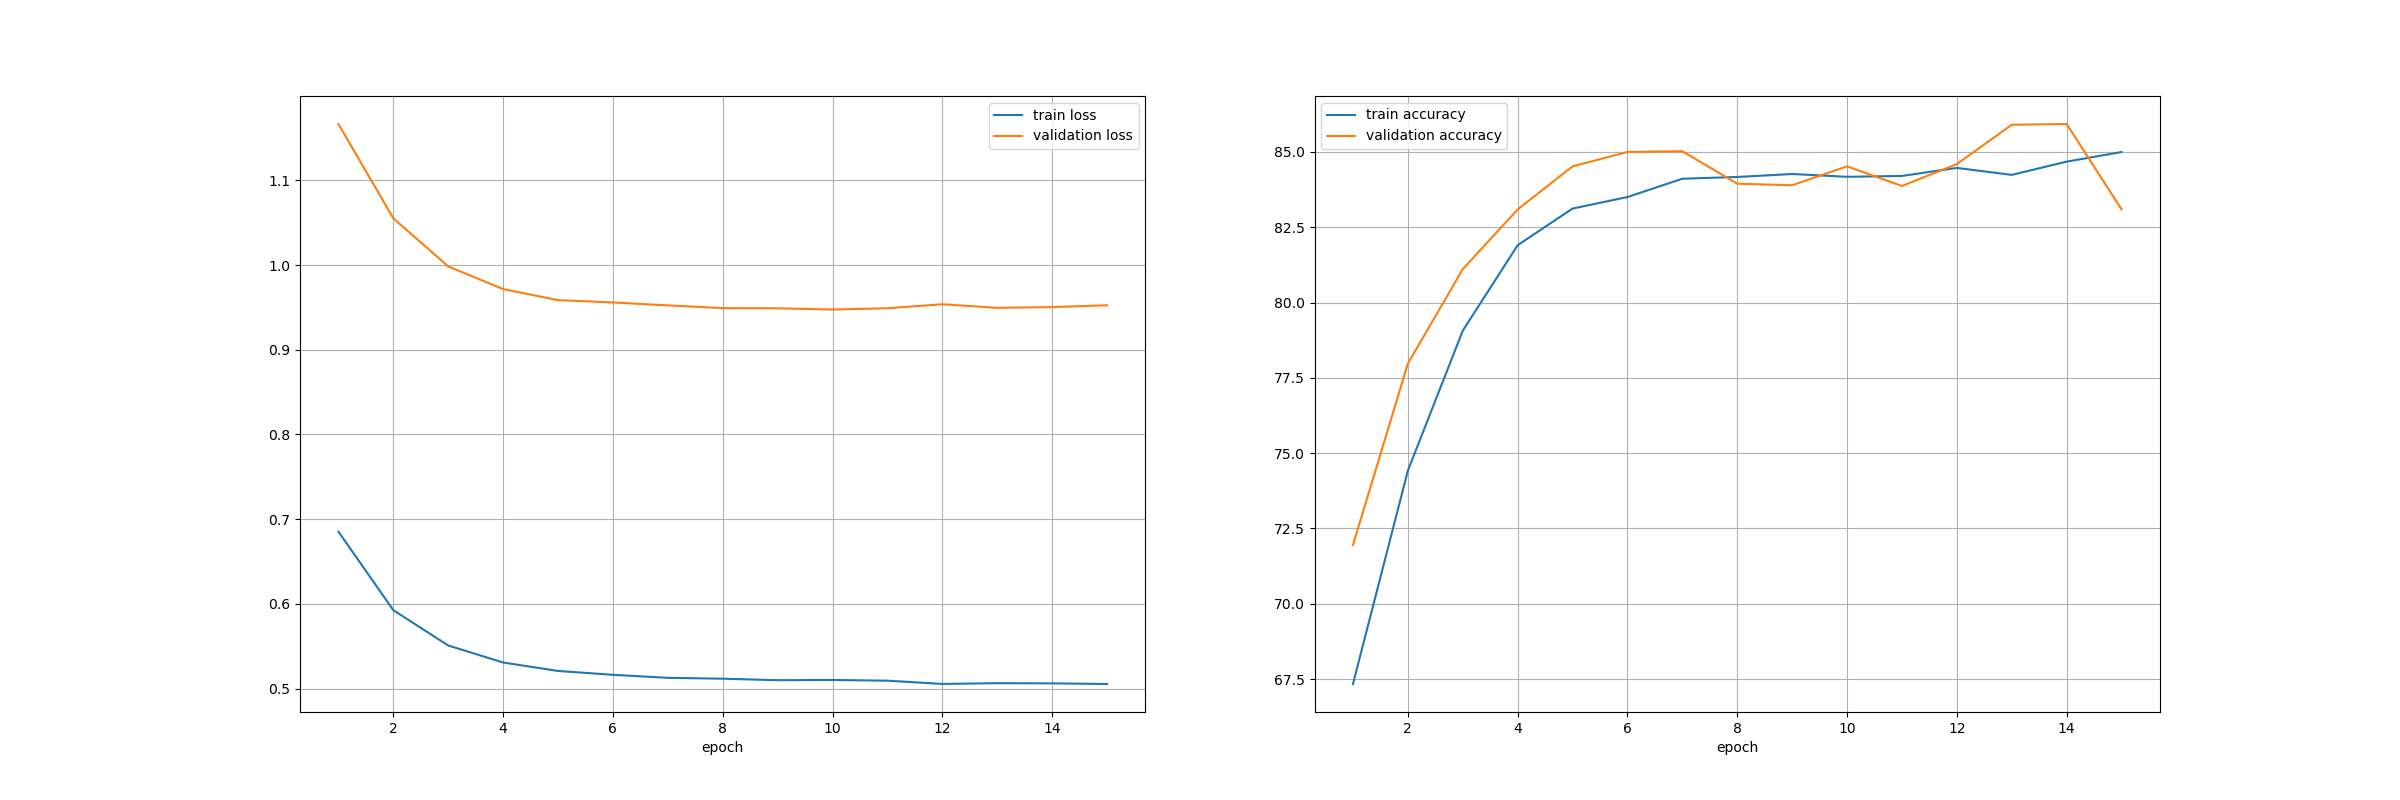 train loss
validation loss
1.1
1.0
0.9
0.8
0.7
0.6
0.5
2 4 6 8 10 12 14
epoch
train accuracy
validation accuracy
85.0
82.5
80.0
77.5
75.0
72.5
70.0
67.5
2 4 6 8 10 12 14
epoch